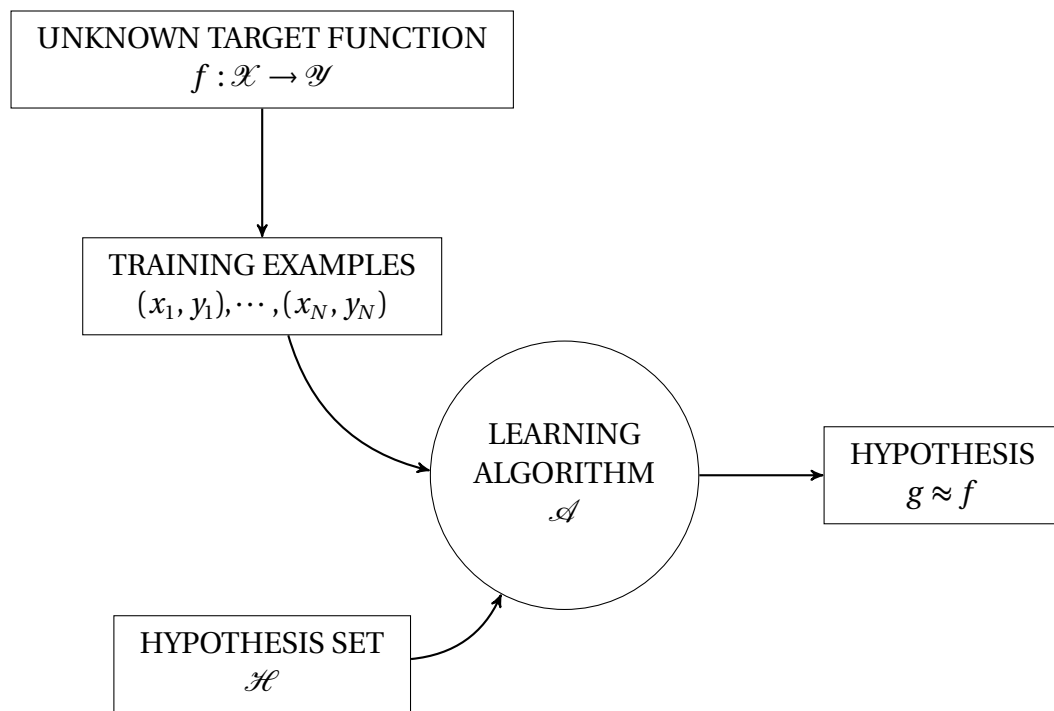 UNKNOWN TARGET FUNCTION
f : 𝒳 → 𝒴
TRAINING EXAMPLES
(x₁, y₁), ⋯ , (x_N, y_N)
LEARNING
ALGORITHM
𝒜
HYPOTHESIS
g ≈ f
HYPOTHESIS SET
ℋ